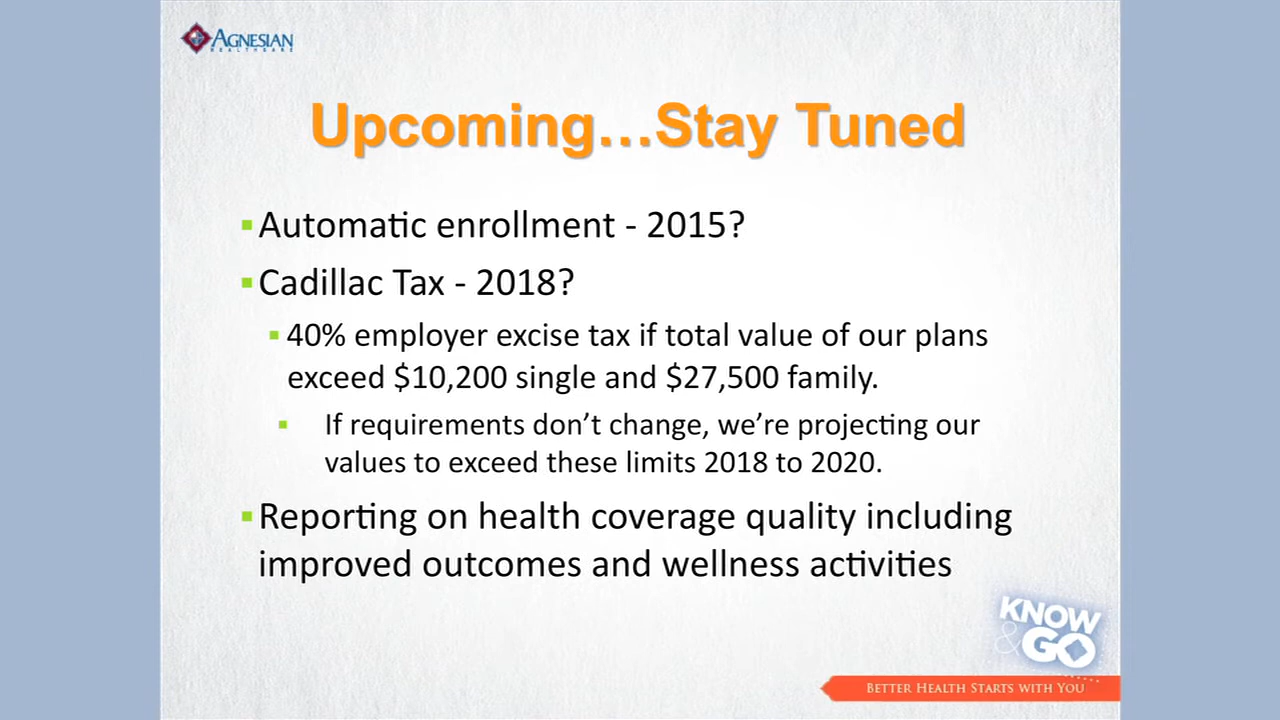 AGNESIAN
HEALTHCARE
Upcoming…Stay Tuned
▪Automatic enrollment - 2015?
▪Cadillac Tax - 2018?
▪40% employer excise tax if total value of our plans
exceed $10,200 single and $27,500 family.
▪ If requirements don’t change, we’re projecting our
values to exceed these limits 2018 to 2020.
▪Reporting on health coverage quality including
improved outcomes and wellness activities
KNOW
& GO
BETTER HEALTH STARTS WITH YOU